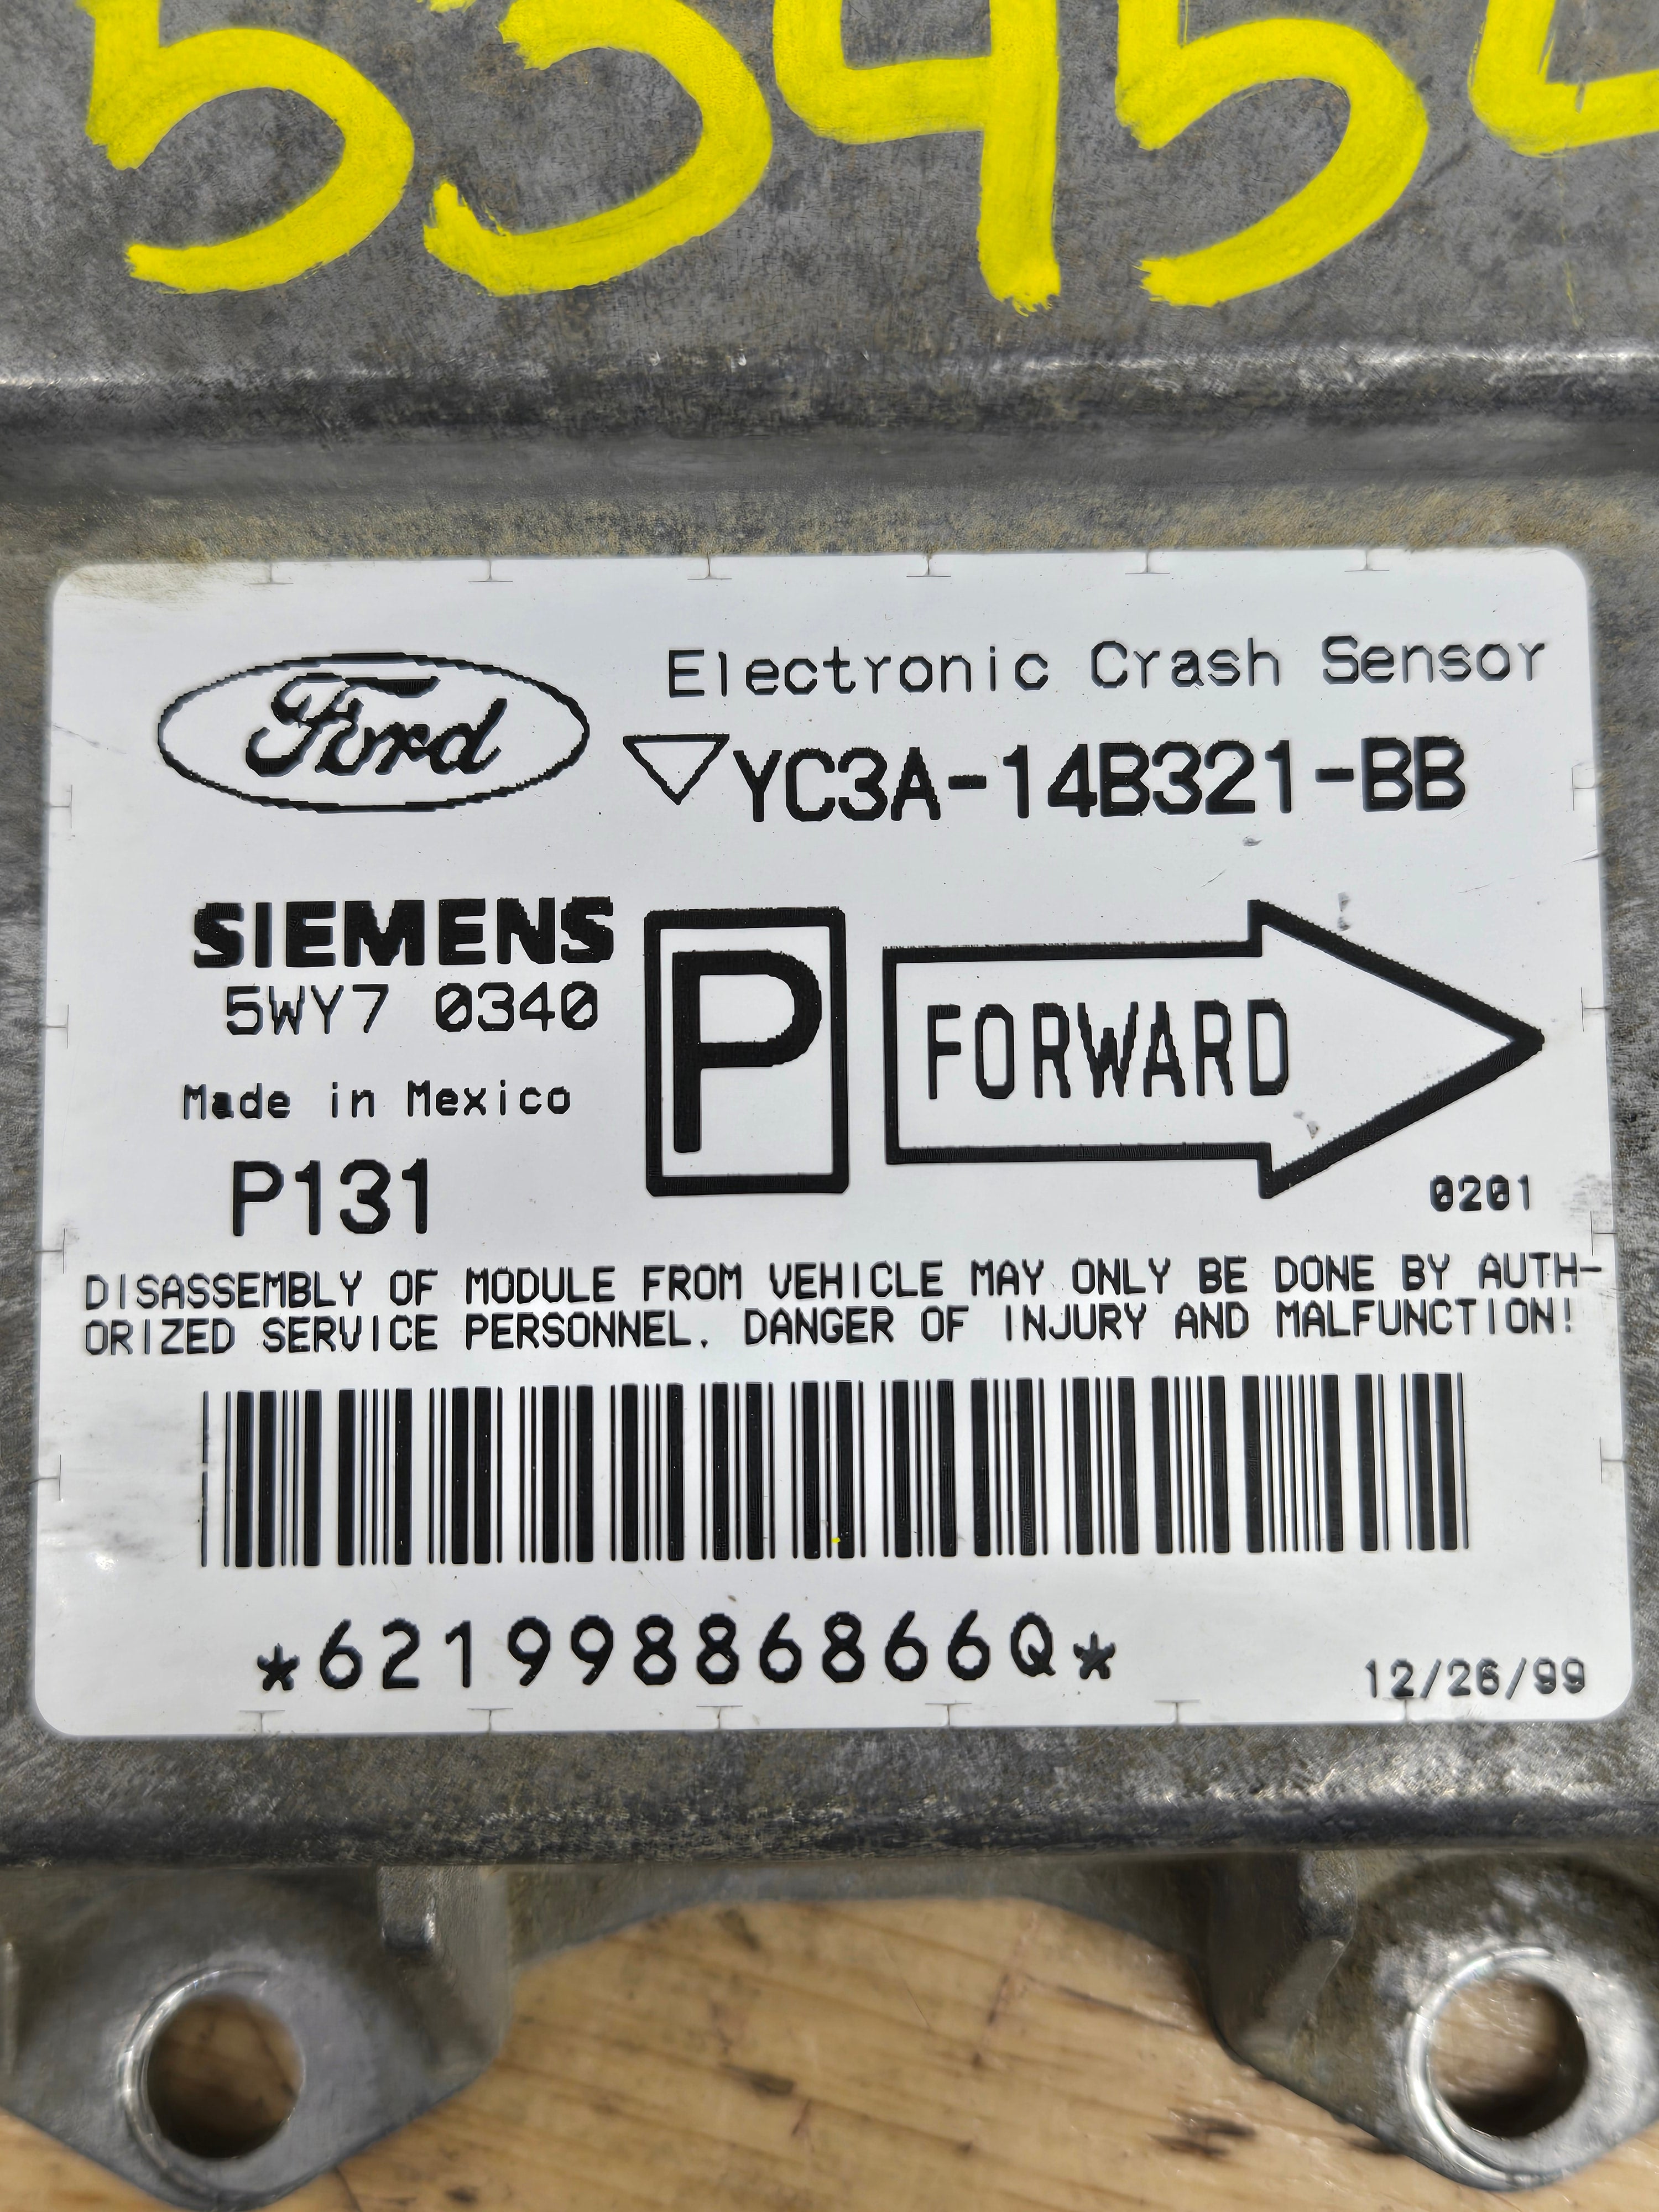 Ford
Electronic Crash Sensor
YC3A-14B321-BB
SIEMENS
5WY7 0340
Made in Mexico
P131
P
FORWARD
0201
DISASSEMBLY OF MODULE FROM VEHICLE MAY ONLY BE DONE BY AUTH-
ORIZED SERVICE PERSONNEL. DANGER OF INJURY AND MALFUNCTION!
*62199886866Q*
12/26/99